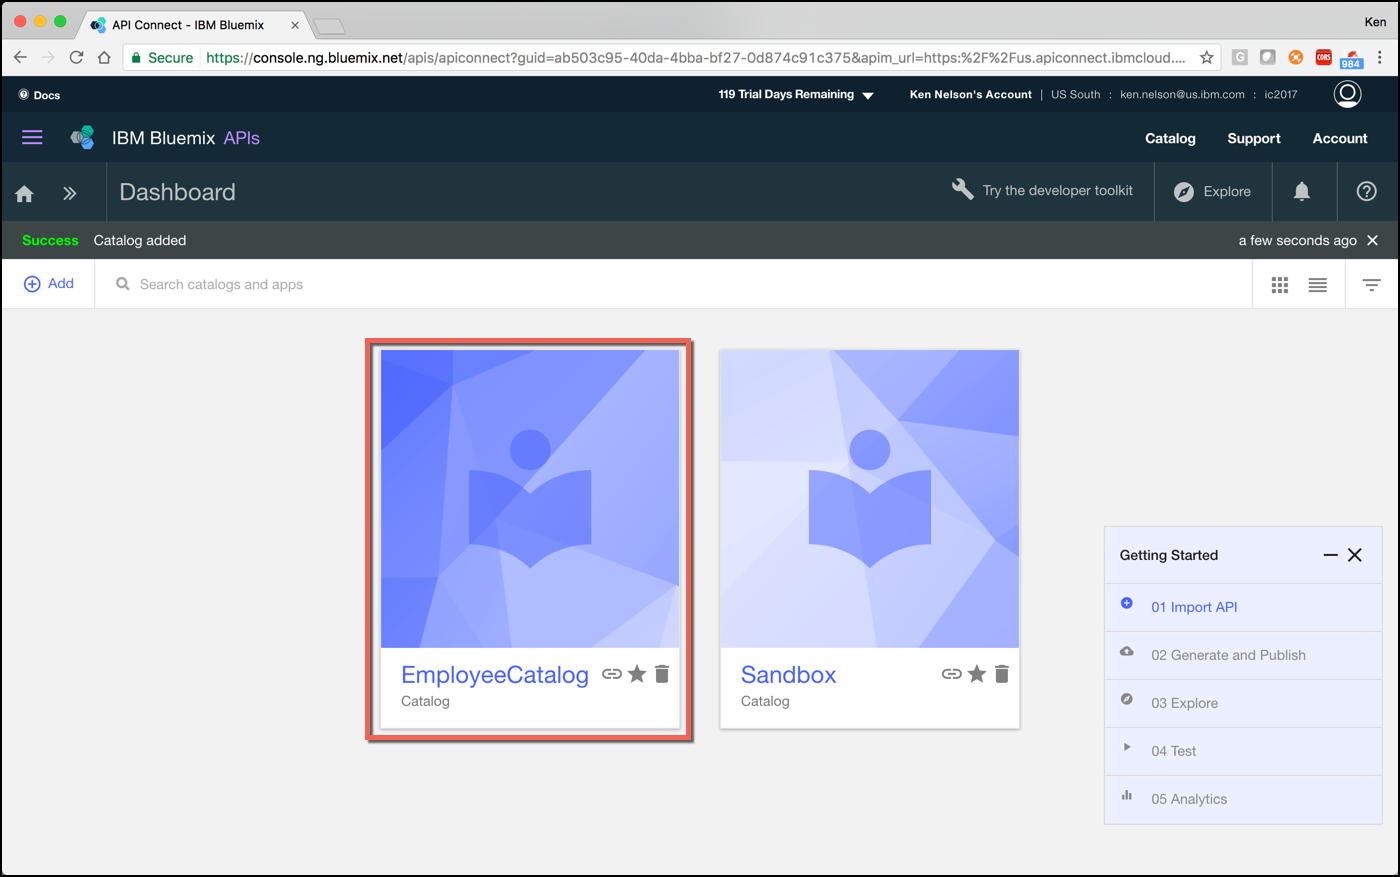 API Connect - IBM Bluemix
Ken
Secure https://console.ng.bluemix.net/apis/apiconnect?guid=ab503c95-40da-4bba-bf27-0d874c91c375&apim_url=https:%2F%2Fus.apiconnect.ibmcloud....
G
CORS
984
Docs
119 Trial Days Remaining
Ken Nelson's Account | US South : ken.nelson@us.ibm.com : ic2017
IBM Bluemix APIs
Catalog Support Account
Dashboard
Try the developer toolkit
Explore
Success Catalog added
a few seconds ago
Add
Search catalogs and apps
EmployeeCatalog
Catalog
Sandbox
Catalog
Getting Started
01 Import API
02 Generate and Publish
03 Explore
04 Test
05 Analytics